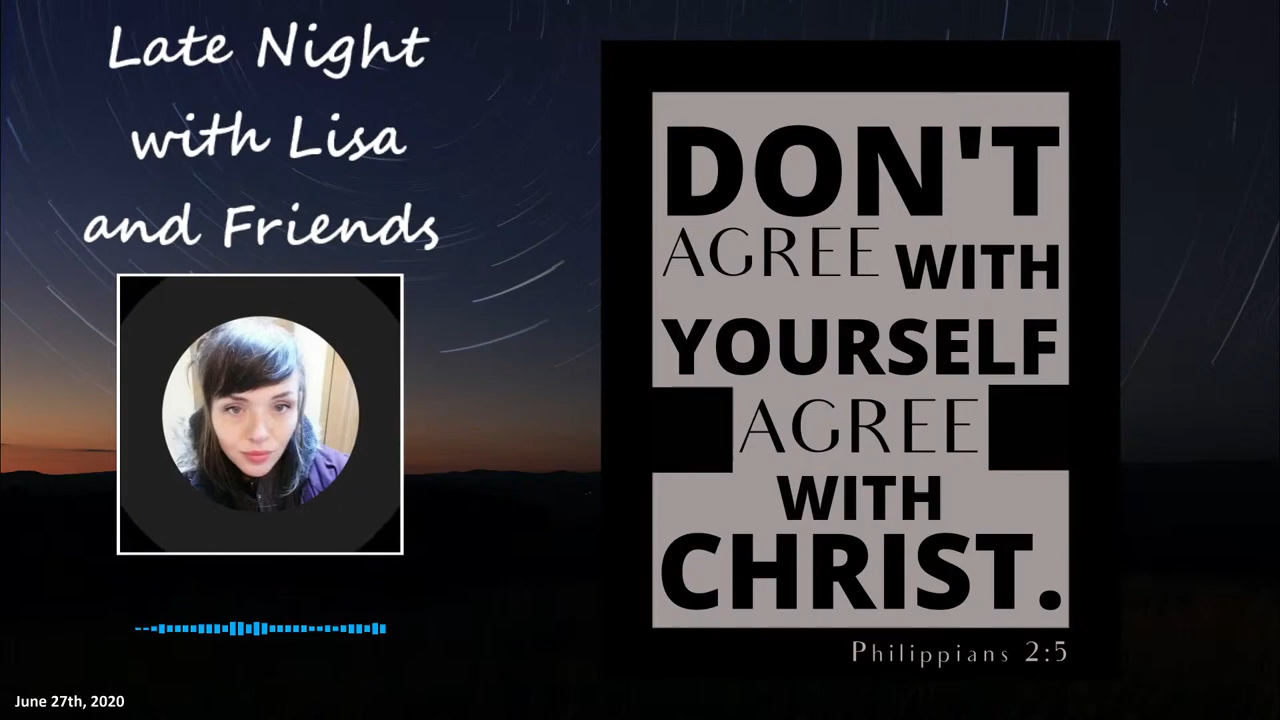 Late Night
with Lisa
and Friends
DON'T
AGREE WITH
YOURSELF
AGREE
WITH
CHRIST.
Philippians 2:5
June 27th, 2020